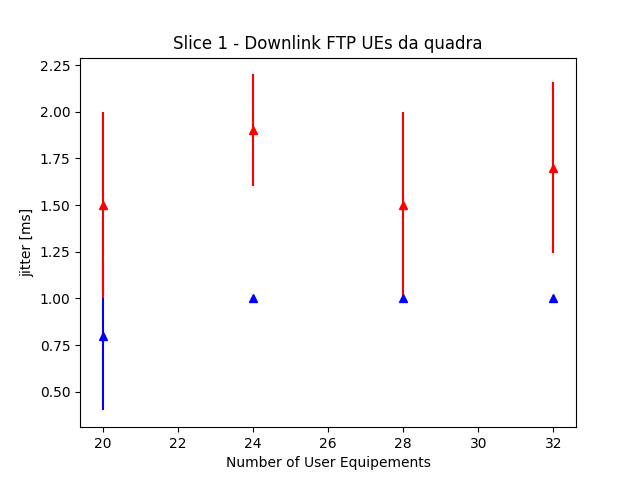 Slice 1 - Downlink FTP UEs da quadra
2.25
2.00
1.75
1.50
1.25
1.00
0.75
0.50
jitter [ms]
20 22 24 26 28 30 32
Number of User Equipements